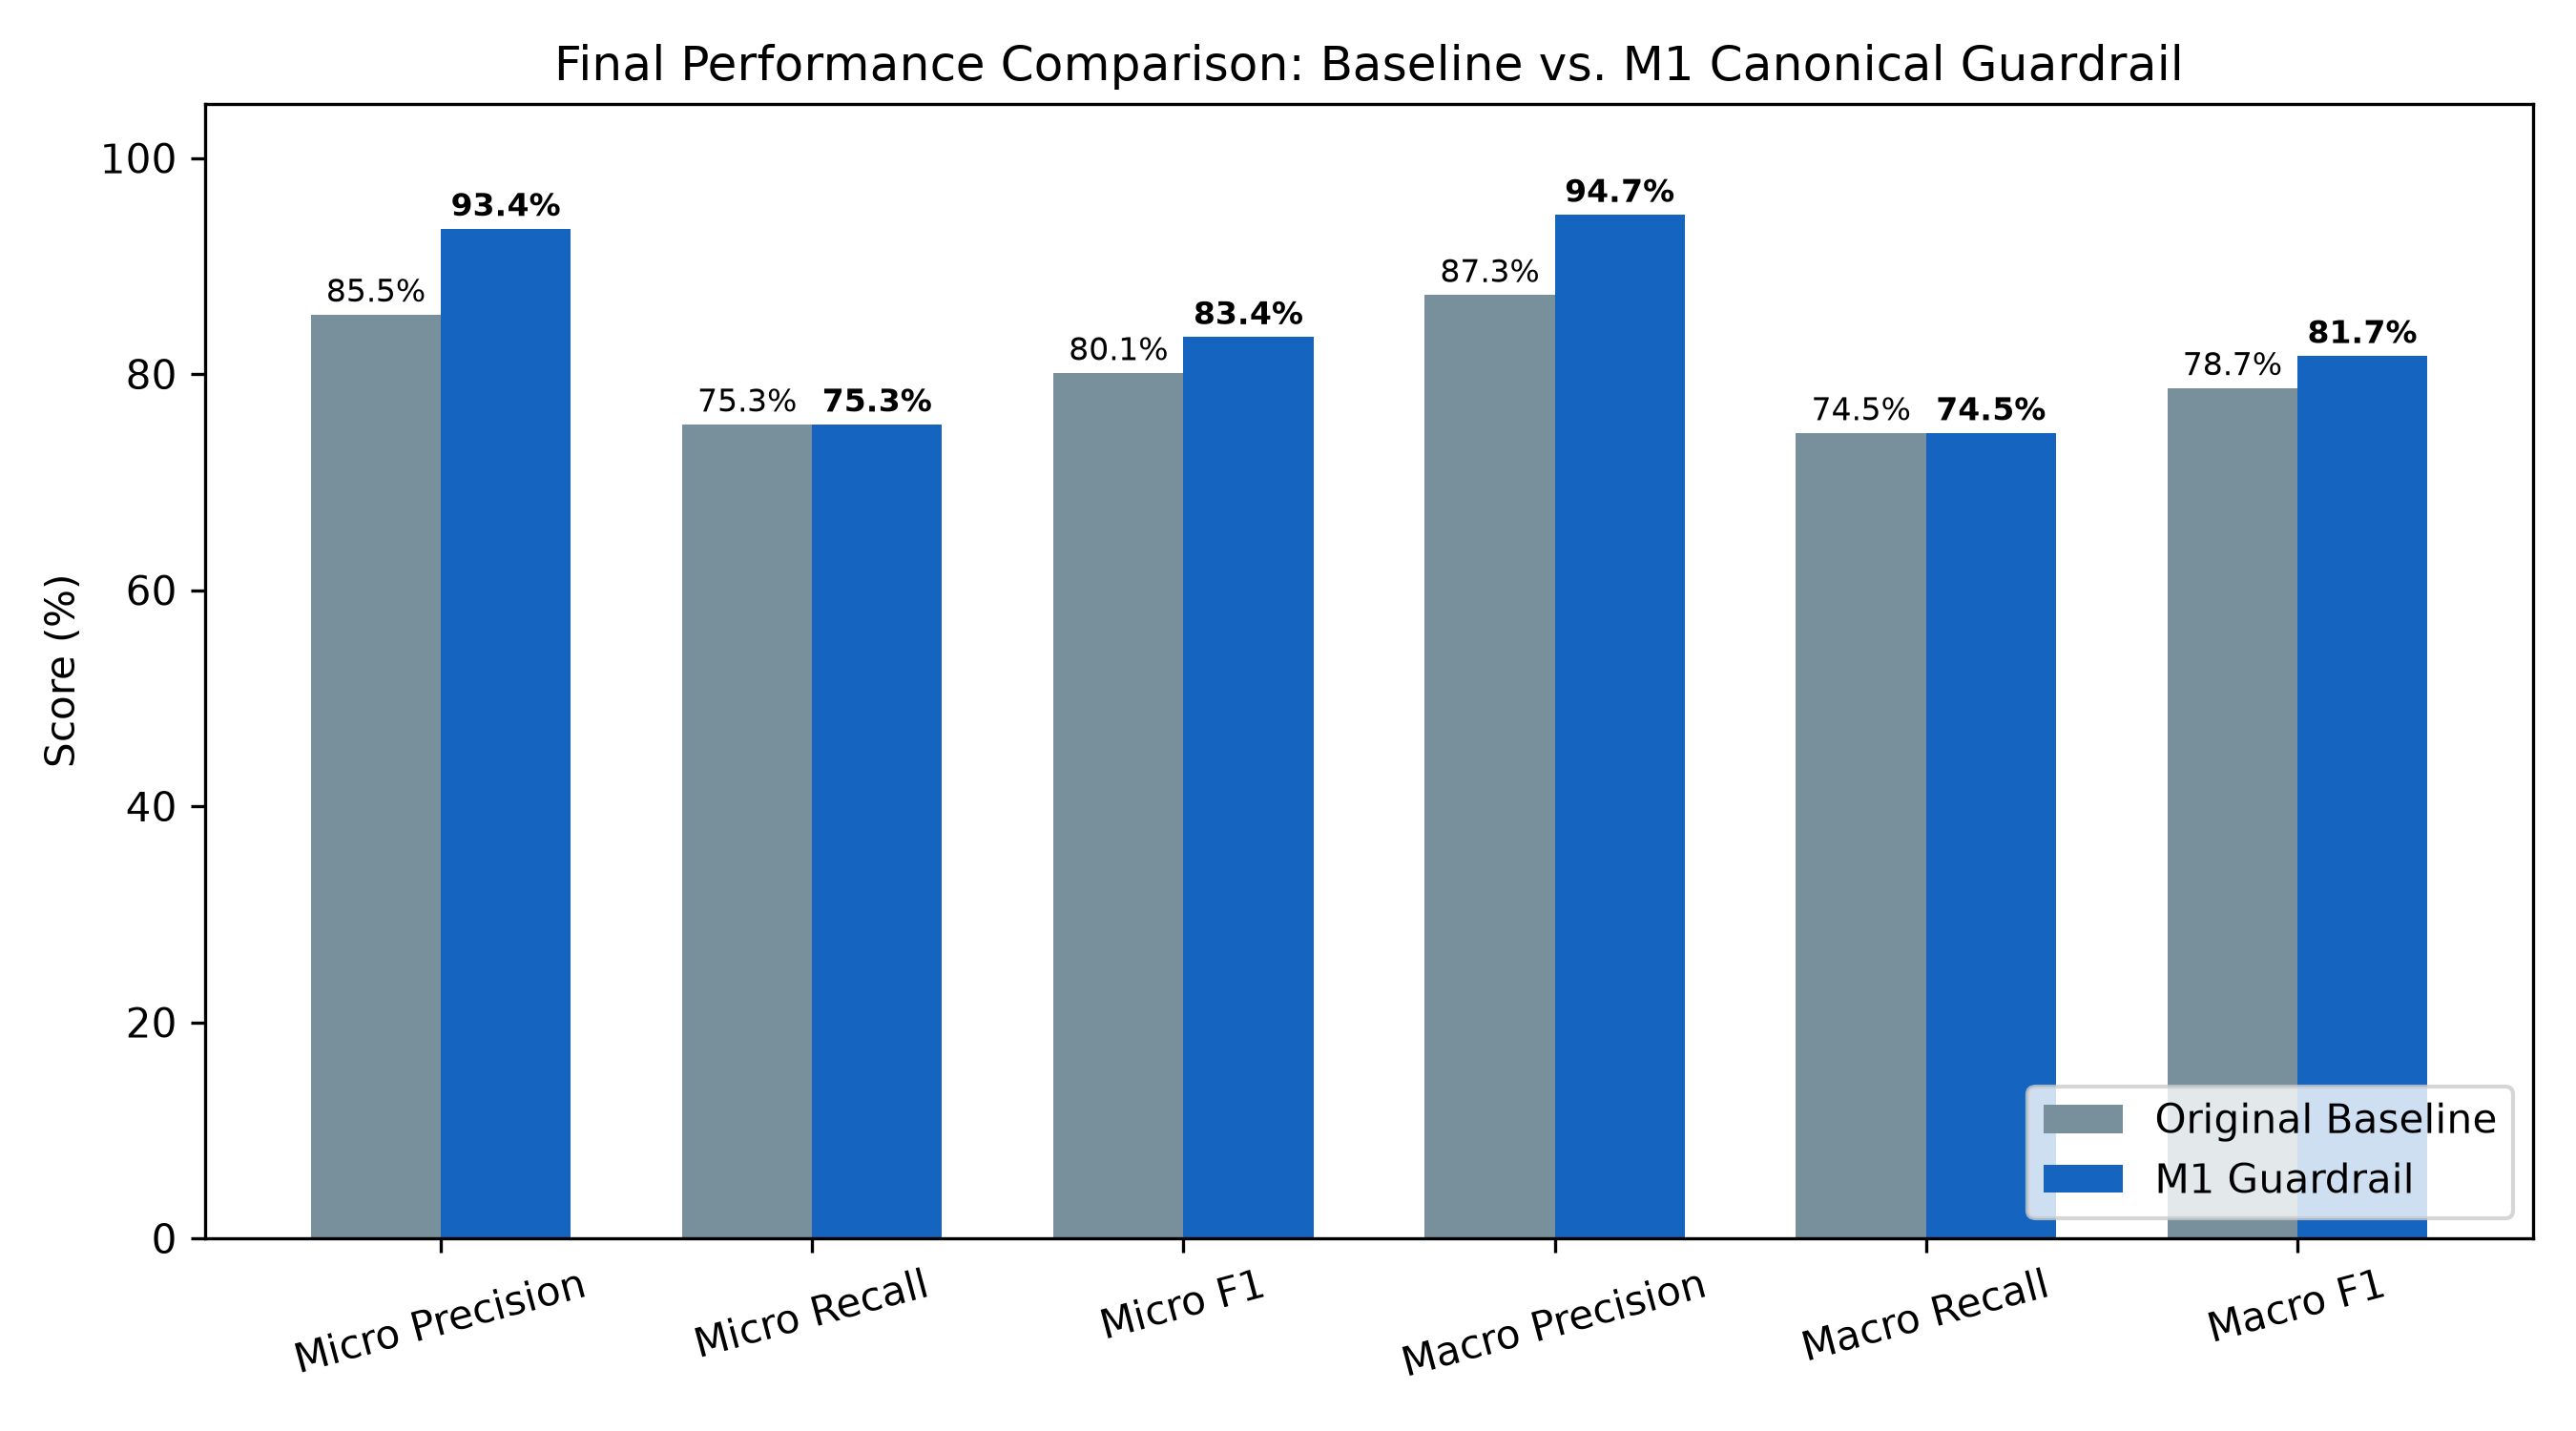 Final Performance Comparison: Baseline vs. M1 Canonical Guardrail
Score (%)
100
80
60
40
20
0
85.5%
93.4%
75.3%
75.3%
80.1%
83.4%
87.3%
94.7%
74.5%
74.5%
78.7%
81.7%
Original Baseline
M1 Guardrail
Micro Precision
Micro Recall
Micro F1
Macro Precision
Macro Recall
Macro F1